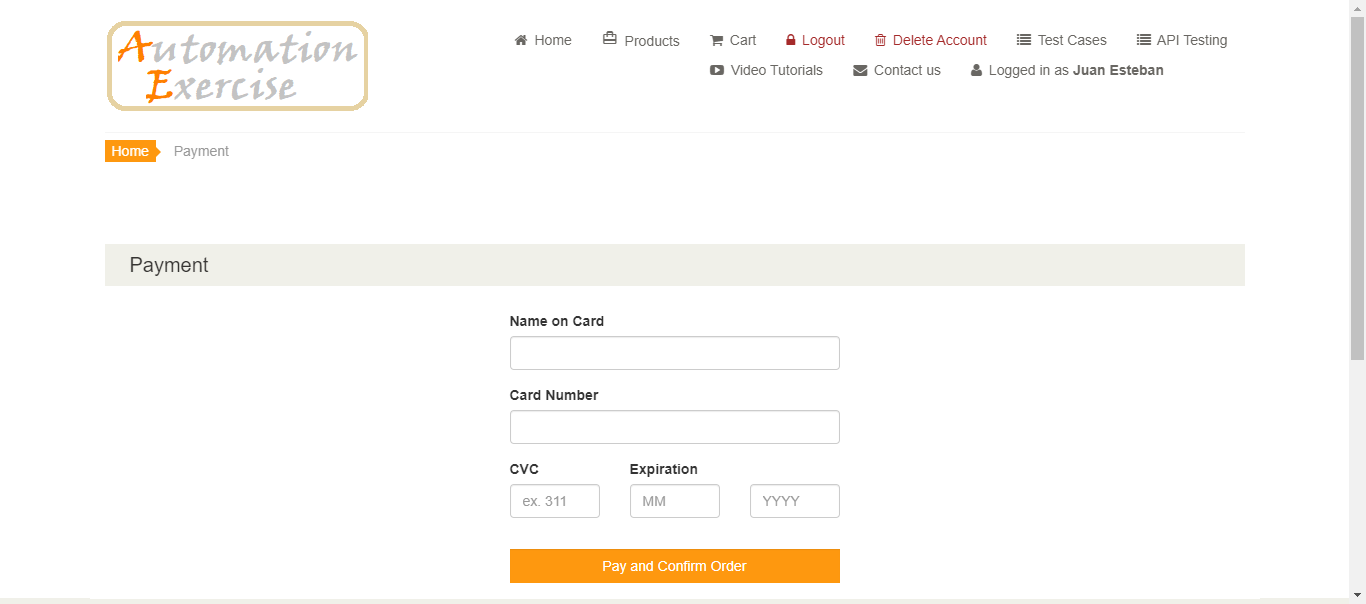 Automation
Exercise
Home Products Cart Logout Delete Account Test Cases API Testing
Video Tutorials Contact us Logged in as Juan Esteban
Home Payment
Payment
Name on Card
Card Number
CVC Expiration
ex. 311 MM YYYY
Pay and Confirm Order